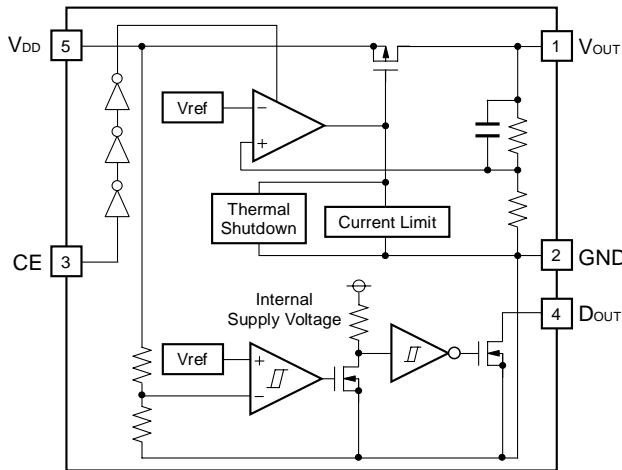 VDD
5
1
VOUT
Vref
−
+
Thermal
Shutdown
Current Limit
CE
3
2
GND
4
DOUT
Internal
Supply Voltage
Vref
+
−